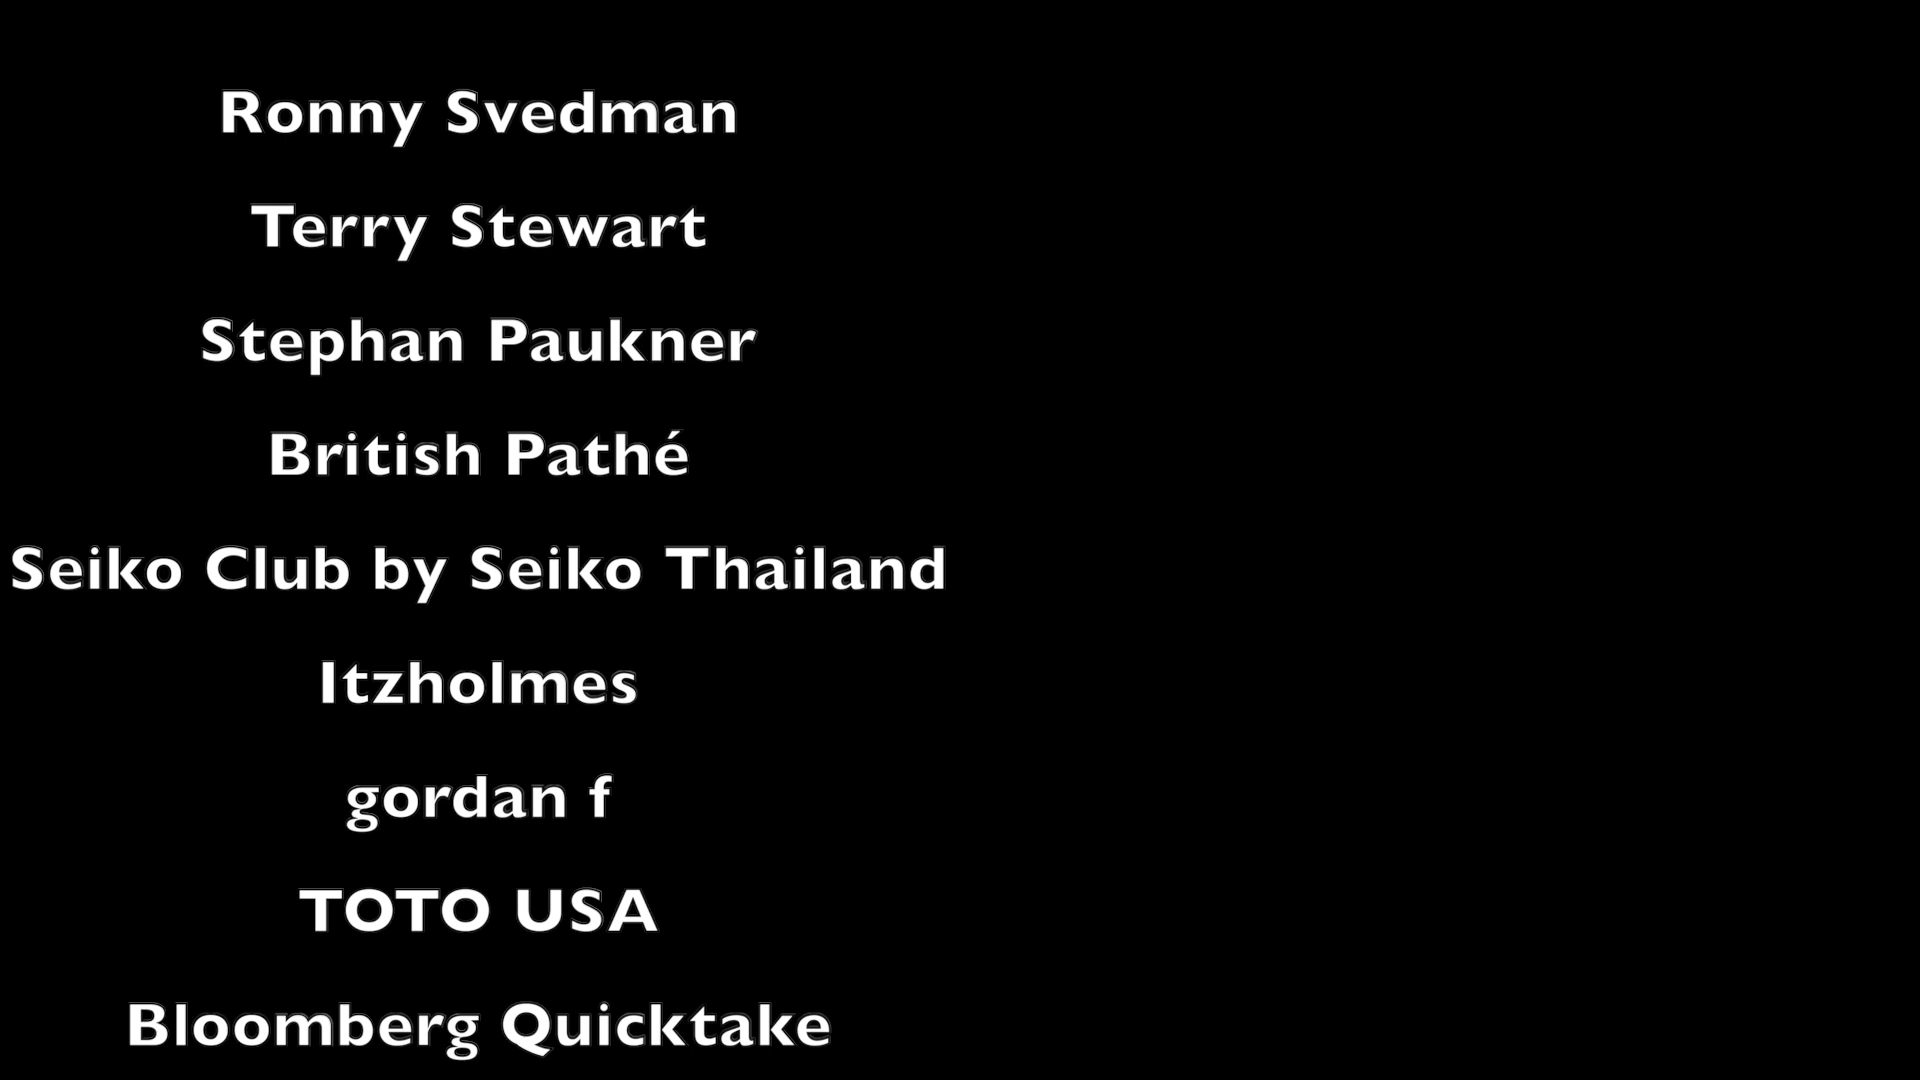 Ronny Svedman
Terry Stewart
Stephan Paukner
British Pathé
Seiko Club by Seiko Thailand
Itzholmes
gordan f
TOTO USA
Bloomberg Quicktake